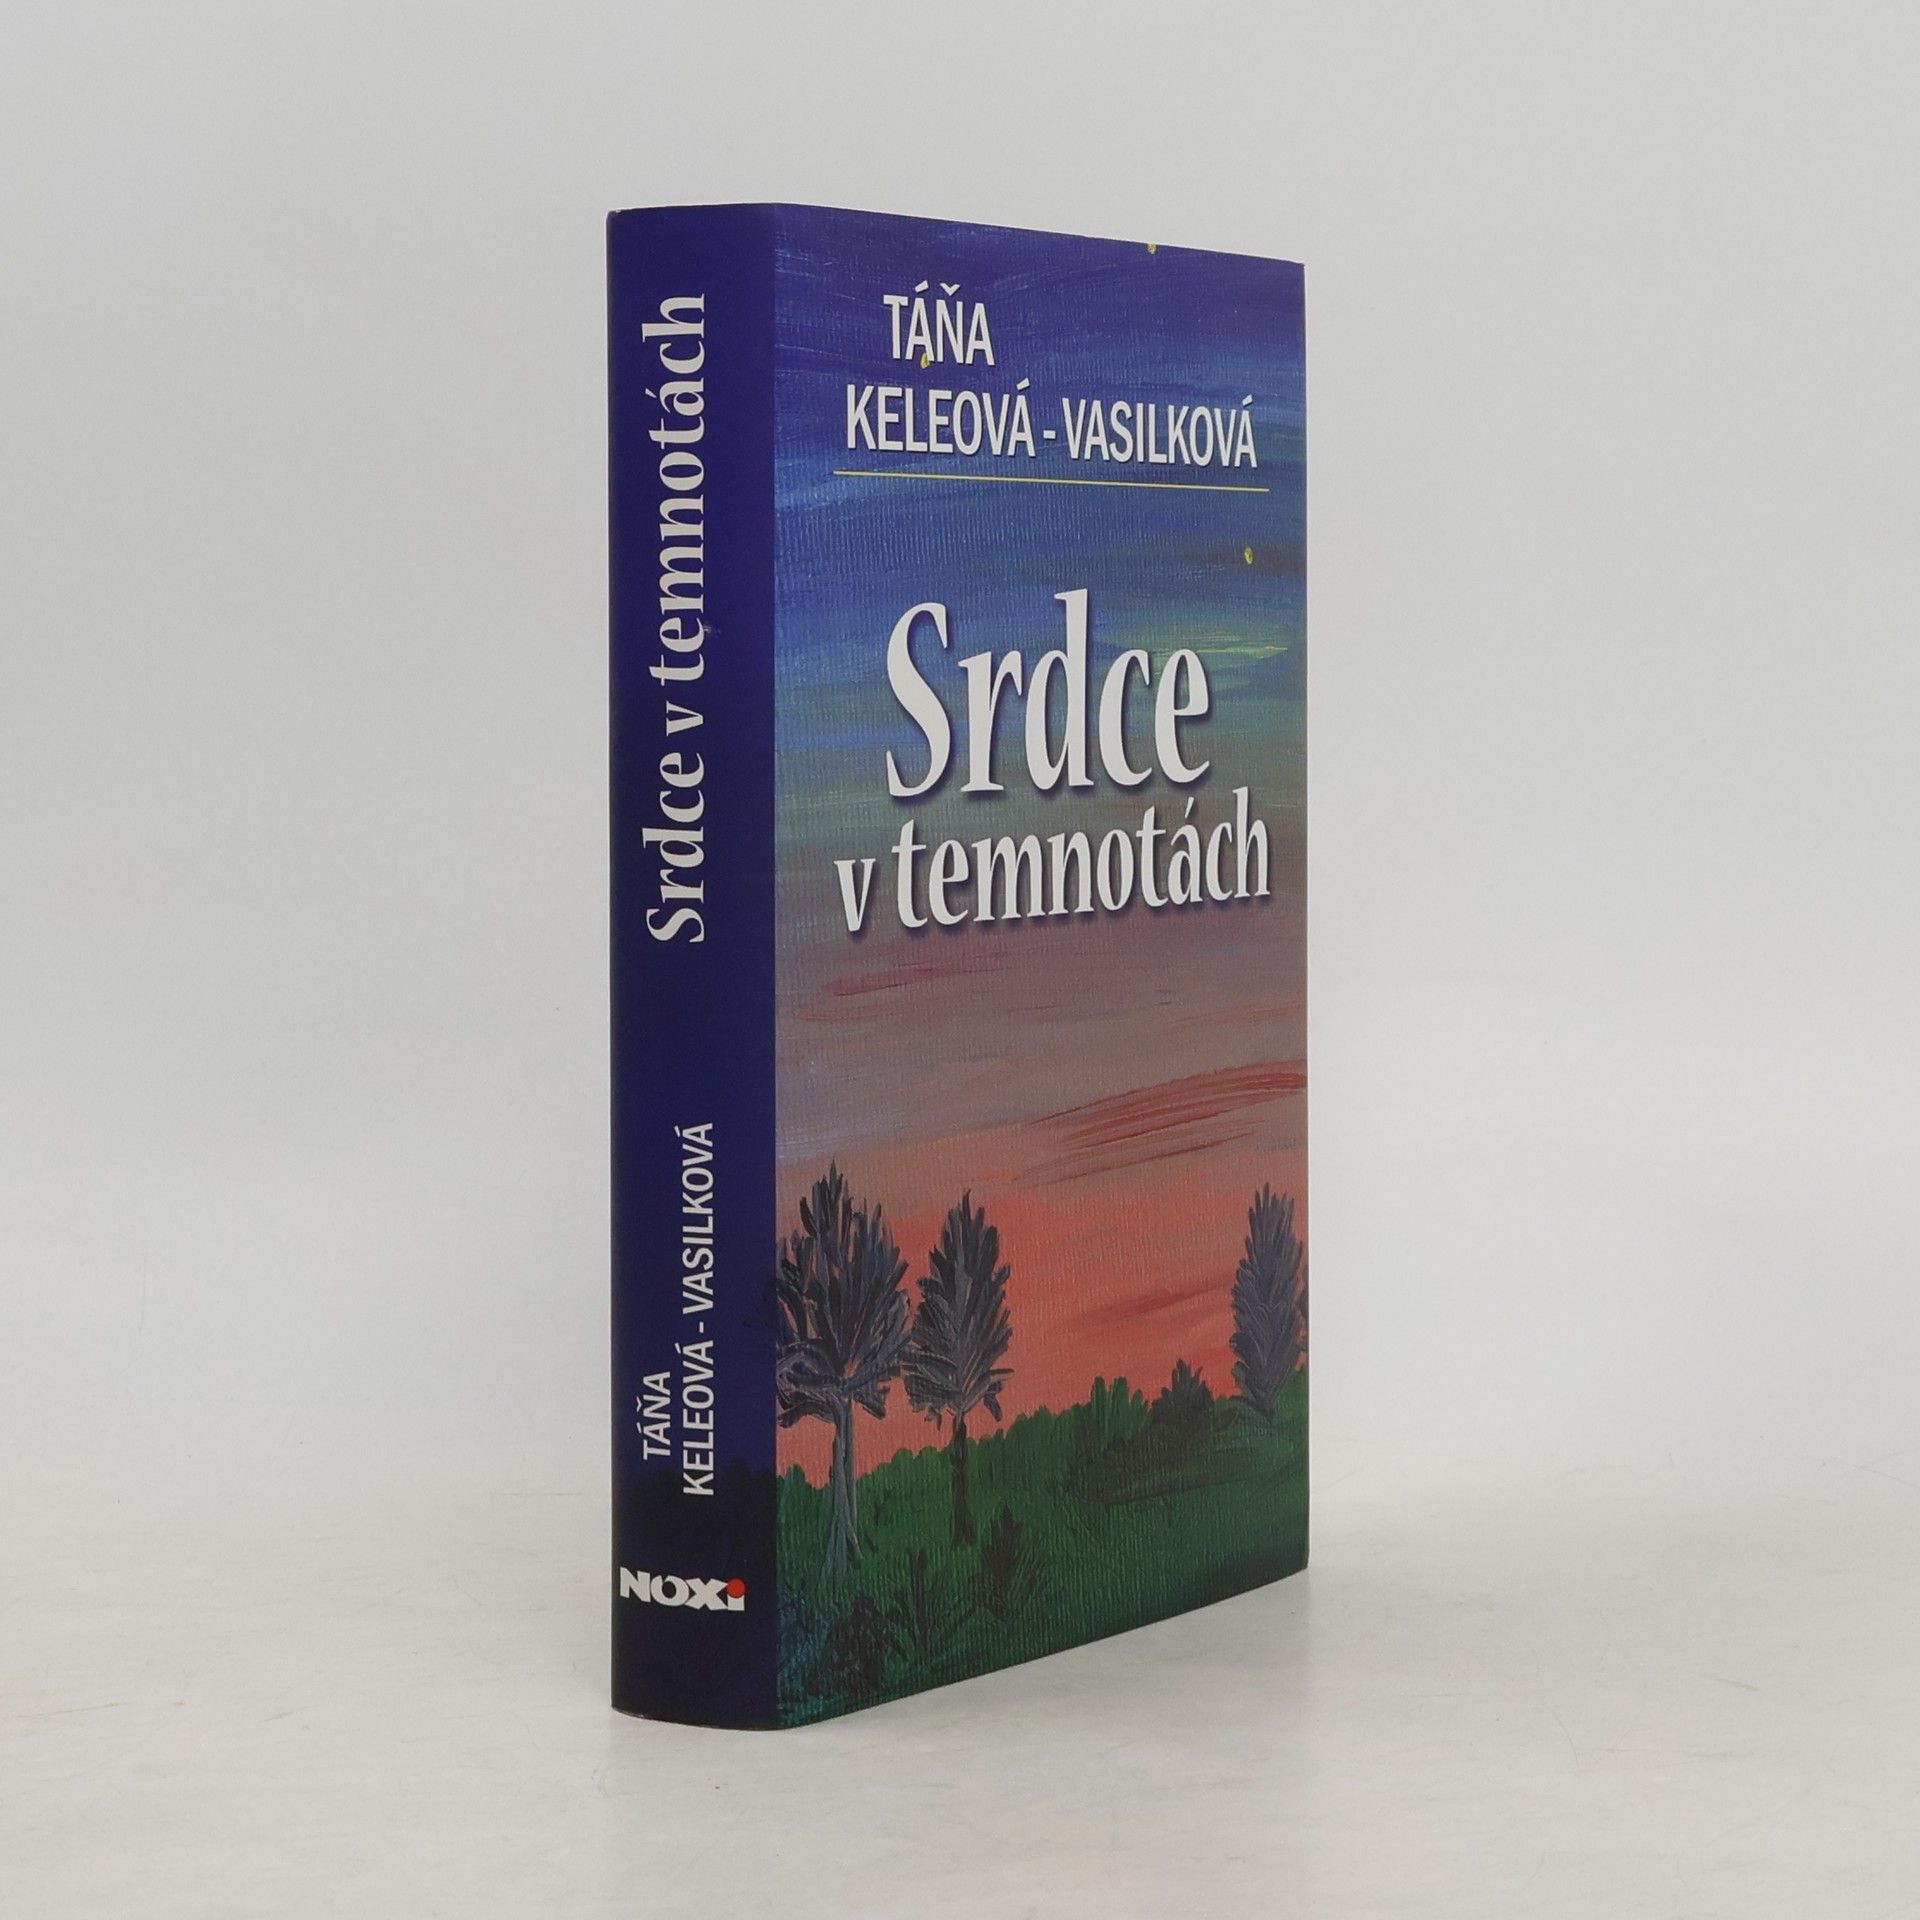 Srdce v temnotách
TÁŇA
KELEOVÁ - VASILKOVÁ
NOXi
TÁŇA
KELEOVÁ - VASILKOVÁ
Srdce
v temnotách